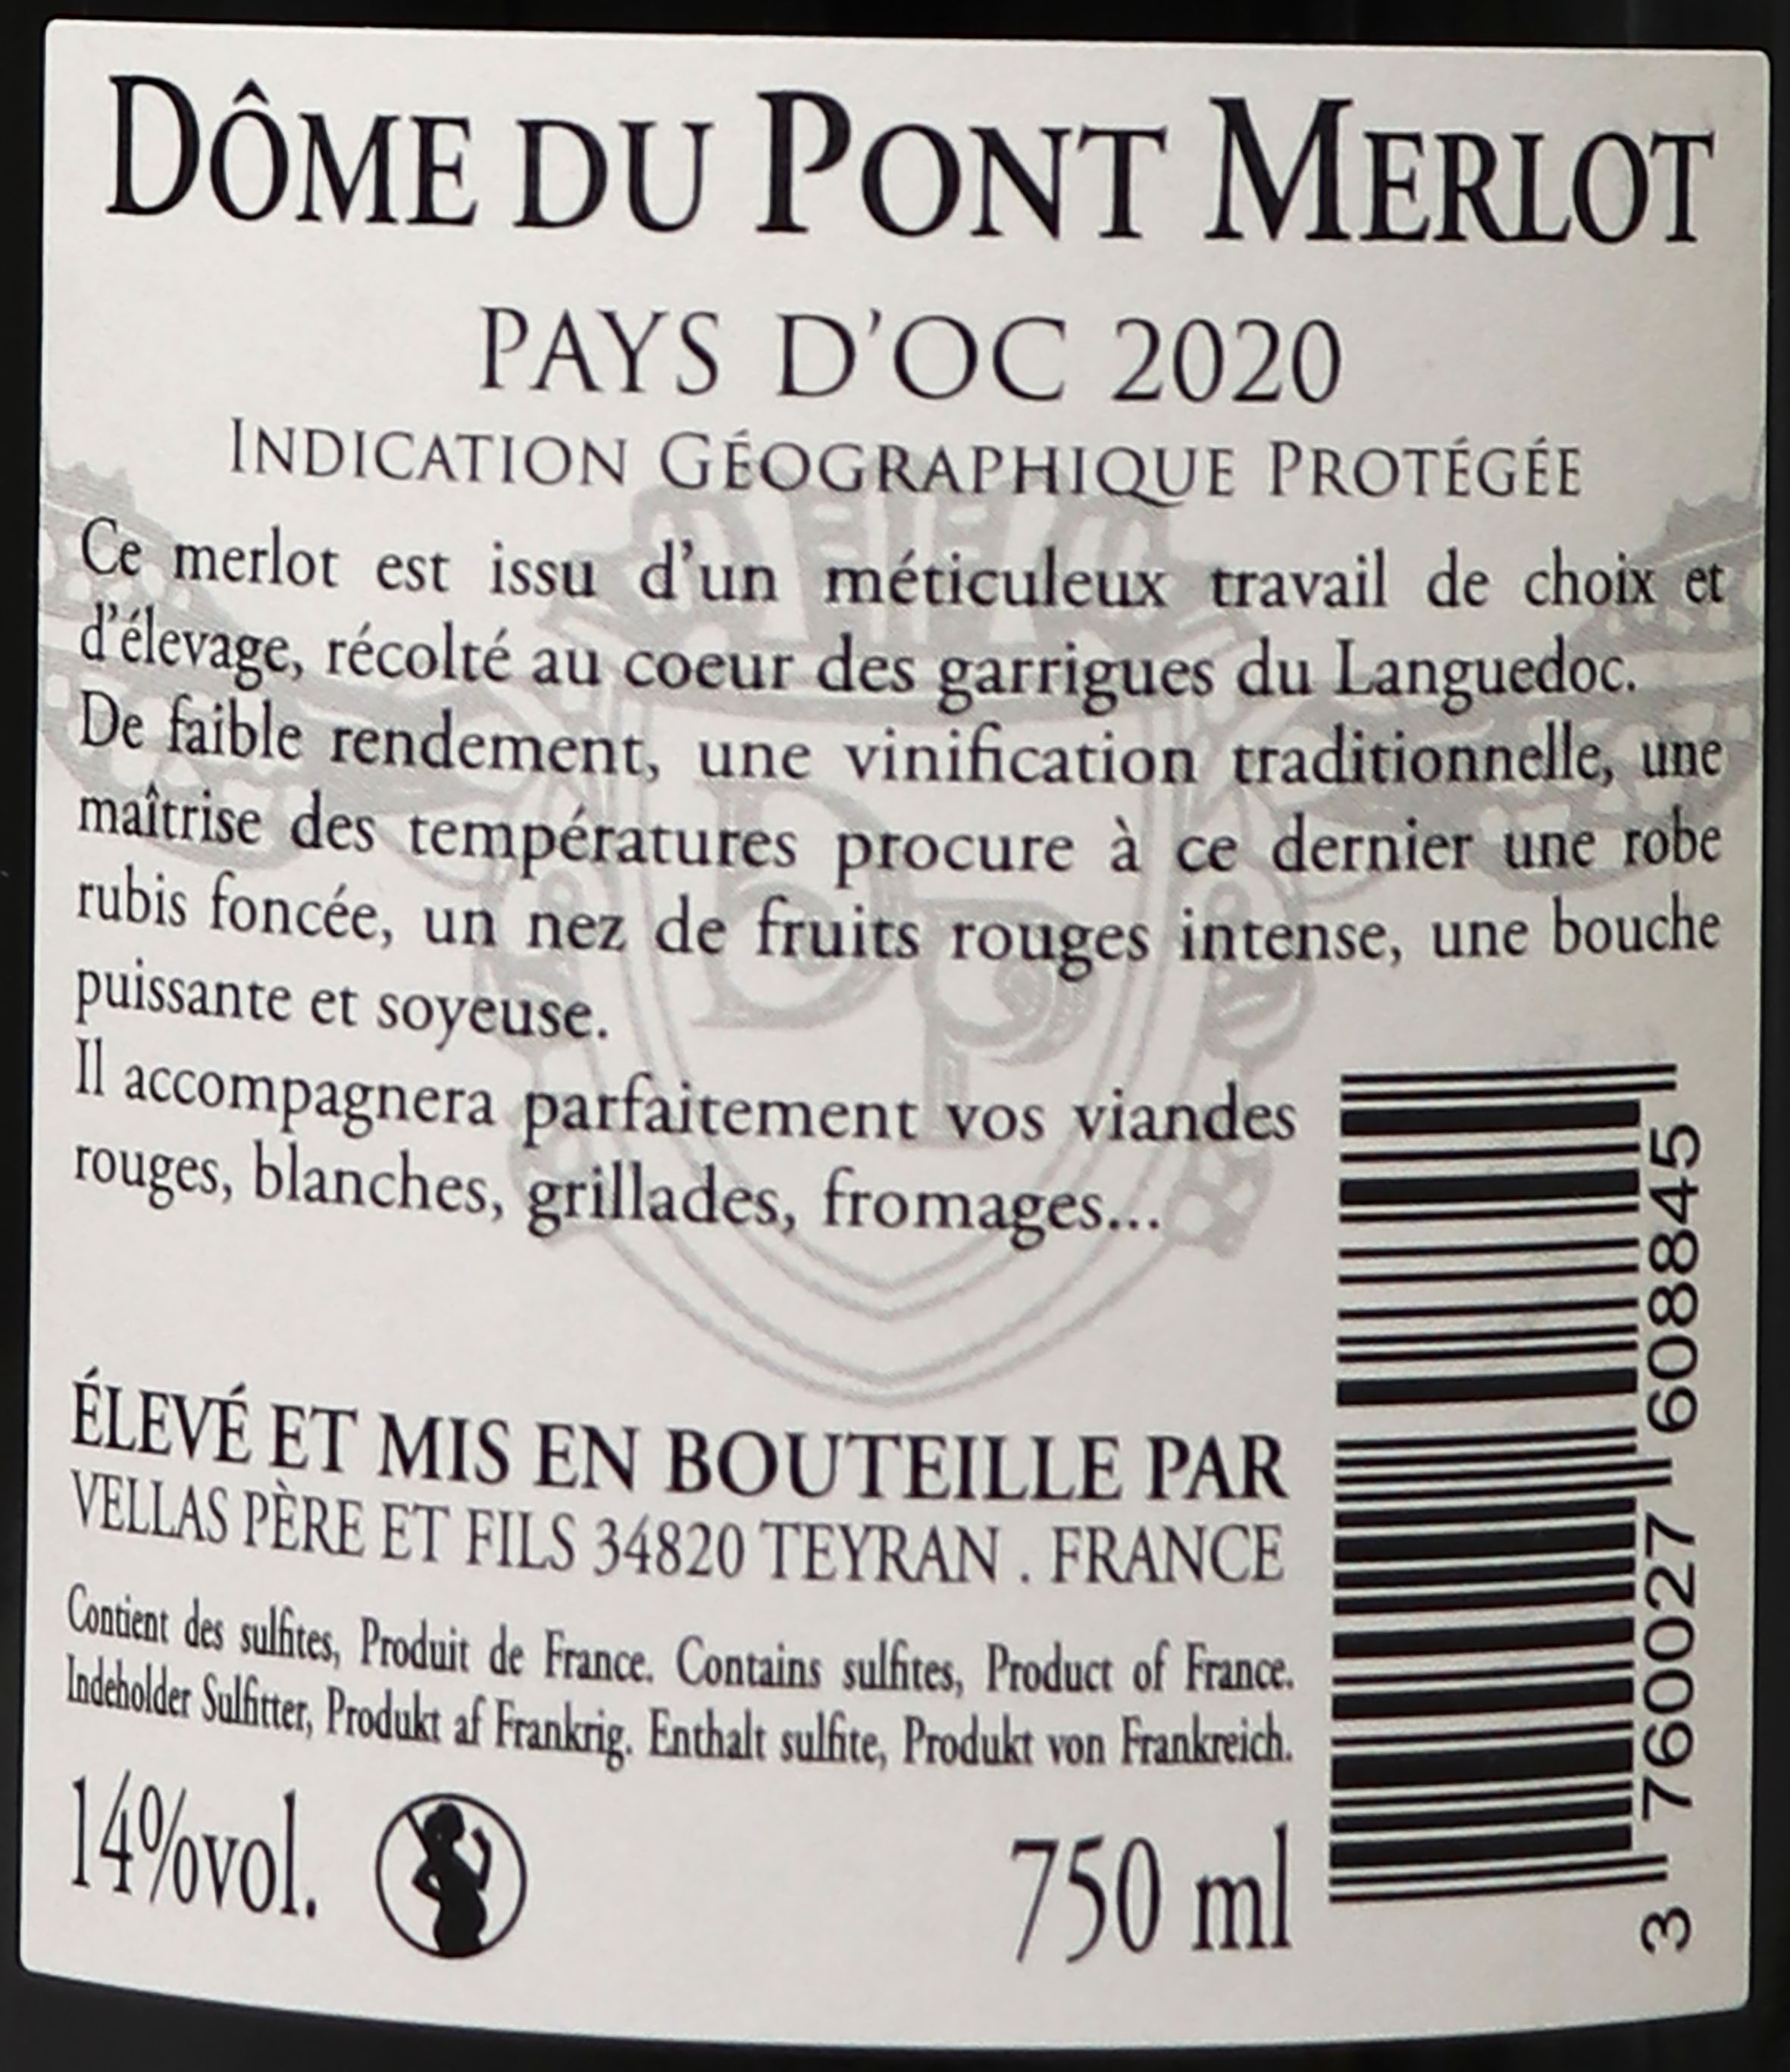 DÔME DU PONT MERLOT
PAYS D'OC 2020
INDICATION GÉOGRAPHIQUE PROTÉGÉE
Ce merlot est issu d'un méticuleux travail de choix et
d'élevage, récolté au coeur des garrigues du Languedoc.
De faible rendement, une vinification traditionnelle, une
maîtrise des températures procure à ce dernier une robe
rubis foncée, un nez de fruits rouges intense, une bouche
puissante et soyeuse.
Il accompagnera parfaitement vos viandes
rouges, blanches, grillades, fromages...
ÉLEVÉ ET MIS EN BOUTEILLE PAR
VELLAS PÈRE ET FILS 34820 TEYRAN . FRANCE
Contient des sulfites, Produit de France. Contains sulfites, Product of France.
Indeholder Sulfitter, Produkt af Frankrig. Enthalt sulfite, Produkt von Frankreich.
14%vol.
750 ml
3 760027 608845
DP